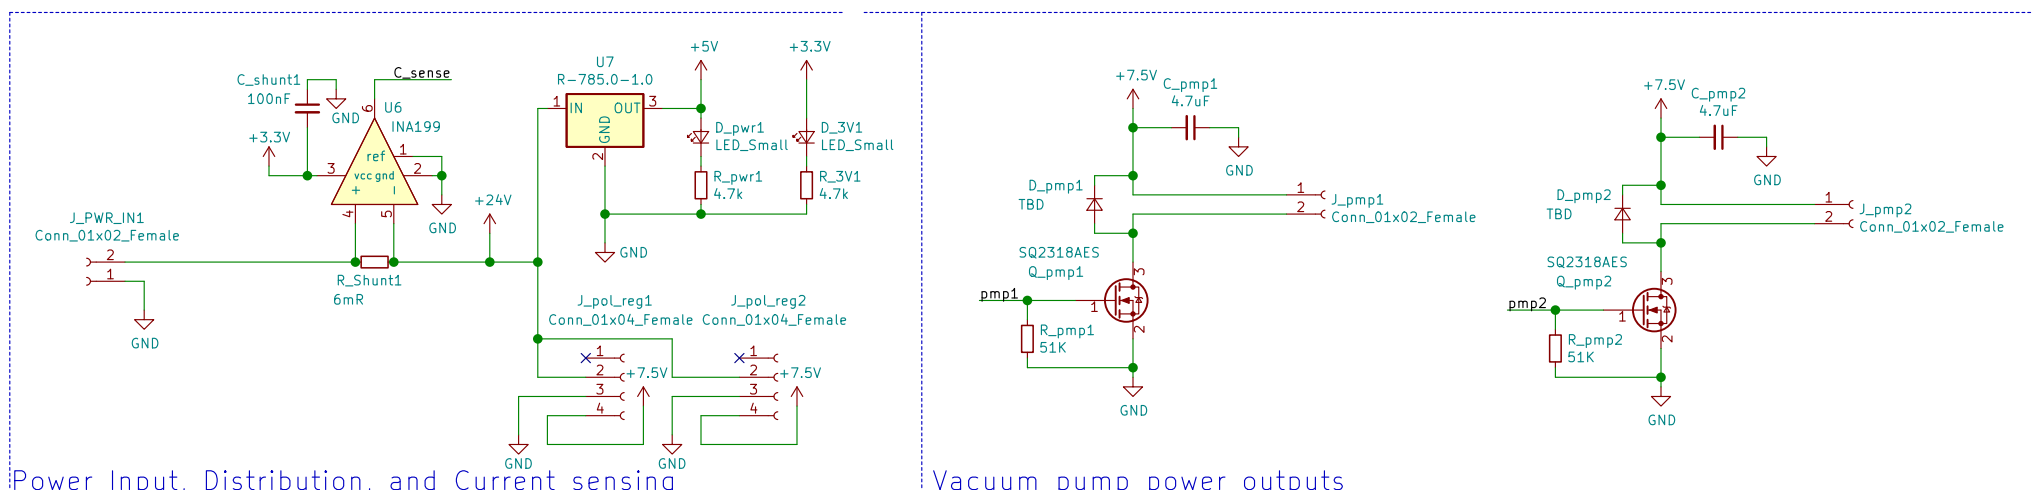 C_shunt1
100nF
C_sense
GND
U6
INA199
+3.3V
6
ref
1
3
vcc
gnd
2
+
-
4
5
GND
J_PWR_IN1
Conn_01x02_Female
2
1
GND
R_Shunt1
6mR
+24V
U7
R-785.0-1.0
1
IN
OUT
3
GND
2
GND
+5V
D_pwr1
LED_Small
R_pwr1
4.7k
+3.3V
D_3V1
LED_Small
R_3V1
4.7k
J_pol_reg1
Conn_01x04_Female
1
2
3
4
+7.5V
GND
J_pol_reg2
Conn_01x04_Female
1
2
3
4
+7.5V
GND
Power Input, Distribution, and Current sensing
+7.5V
C_pmp1
4.7uF
GND
D_pmp1
TBD
1
2
J_pmp1
Conn_01x02_Female
SQ2318AES
Q_pmp1
3
pmp1
1
2
R_pmp1
51K
GND
+7.5V
C_pmp2
4.7uF
GND
D_pmp2
TBD
1
2
J_pmp2
Conn_01x02_Female
SQ2318AES
Q_pmp2
3
pmp2
1
2
R_pmp2
51K
GND
Vacuum pump power outputs